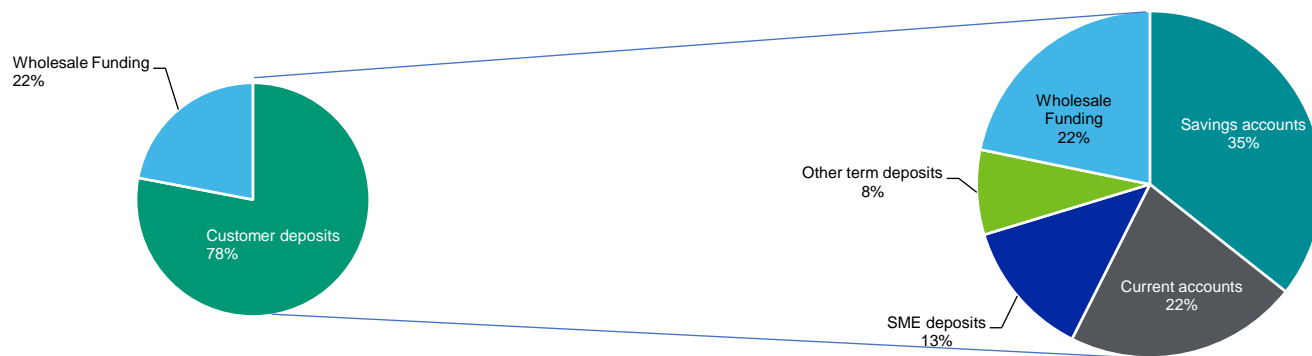 Wholesale Funding
22%
Customer deposits
78%
Wholesale
Funding
22%
Savings accounts
35%
Other term deposits
8%
Current accounts
22%
SME deposits
13%